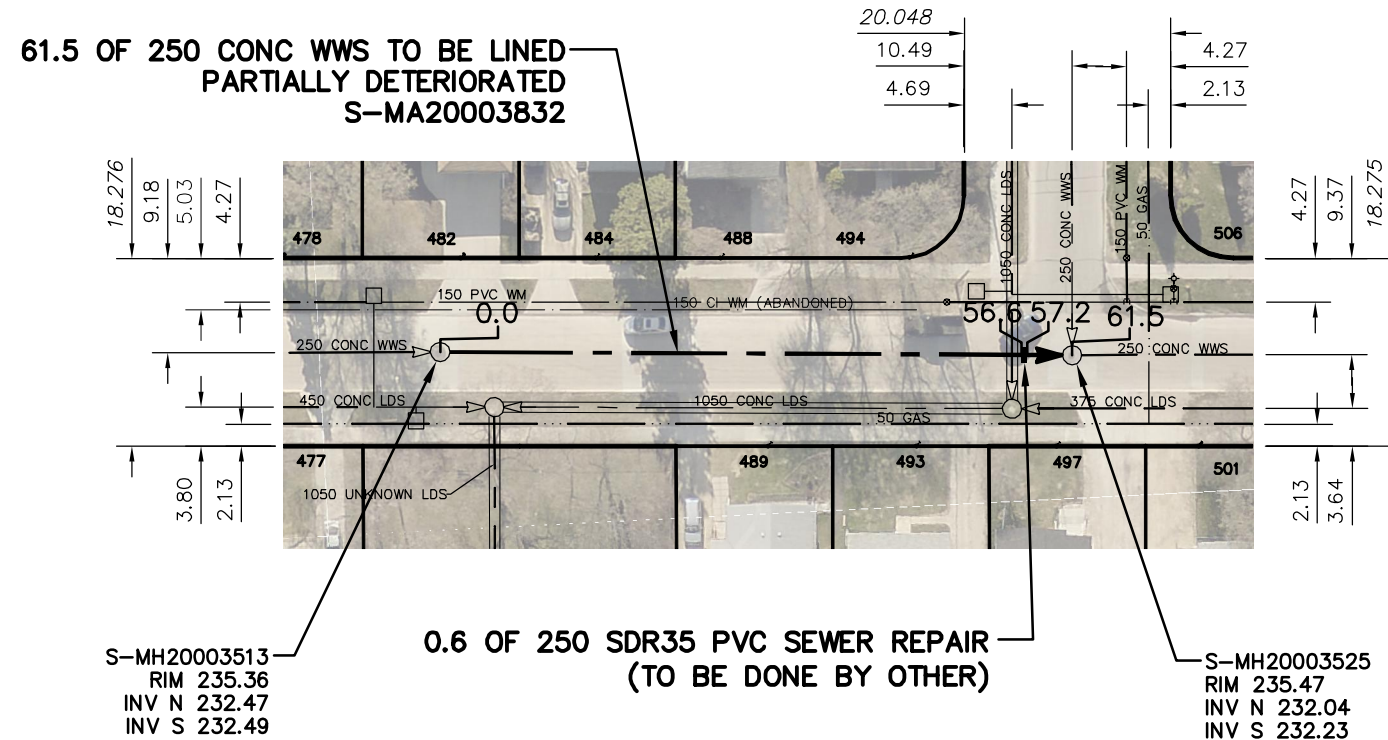 61.5 OF 250 CONC WWS TO BE LINED
PARTIALLY DETERIORATED
S-MA20003832
20.048
10.49
4.69
4.27
2.13
18.276
9.18
5.03
4.27
4.27
9.37
18.275
478
482
484
488
494
506
1050 CONC LDS
250 CONC WWS
150 PVC WM
50 GAS
150 PVC WM
150 CI WM (ABANDONED)
0.0
56.6
57.2
61.5
250 CONC WWS
250 CONC WWS
450 CONC LDS
1050 CONC LDS
375 CONC LDS
50 GAS
477
489
493
497
501
1050 UNKNOWN LDS
3.80
2.13
2.13
3.64
0.6 OF 250 SDR35 PVC SEWER REPAIR
(TO BE DONE BY OTHER)
S-MH20003513
RIM 235.36
INV N 232.47
INV S 232.49
S-MH20003525
RIM 235.47
INV N 232.04
INV S 232.23